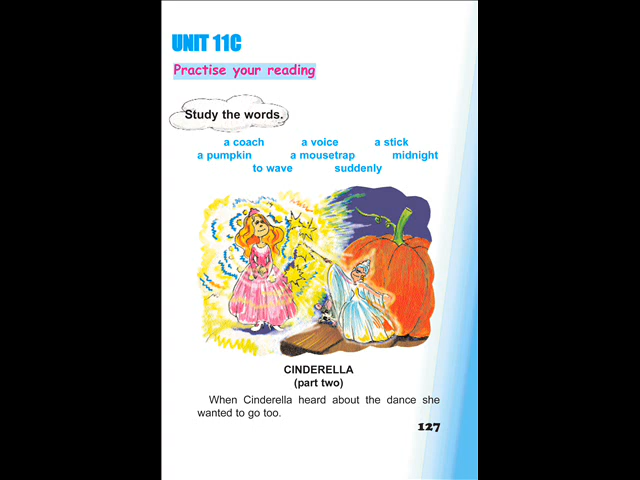 UNIT 11C
Practise your reading
Study the words.
a coach a voice a stick
a pumpkin a mousetrap midnight
to wave suddenly
CINDERELLA
(part two)
When Cinderella heard about the dance she
wanted to go too.
127